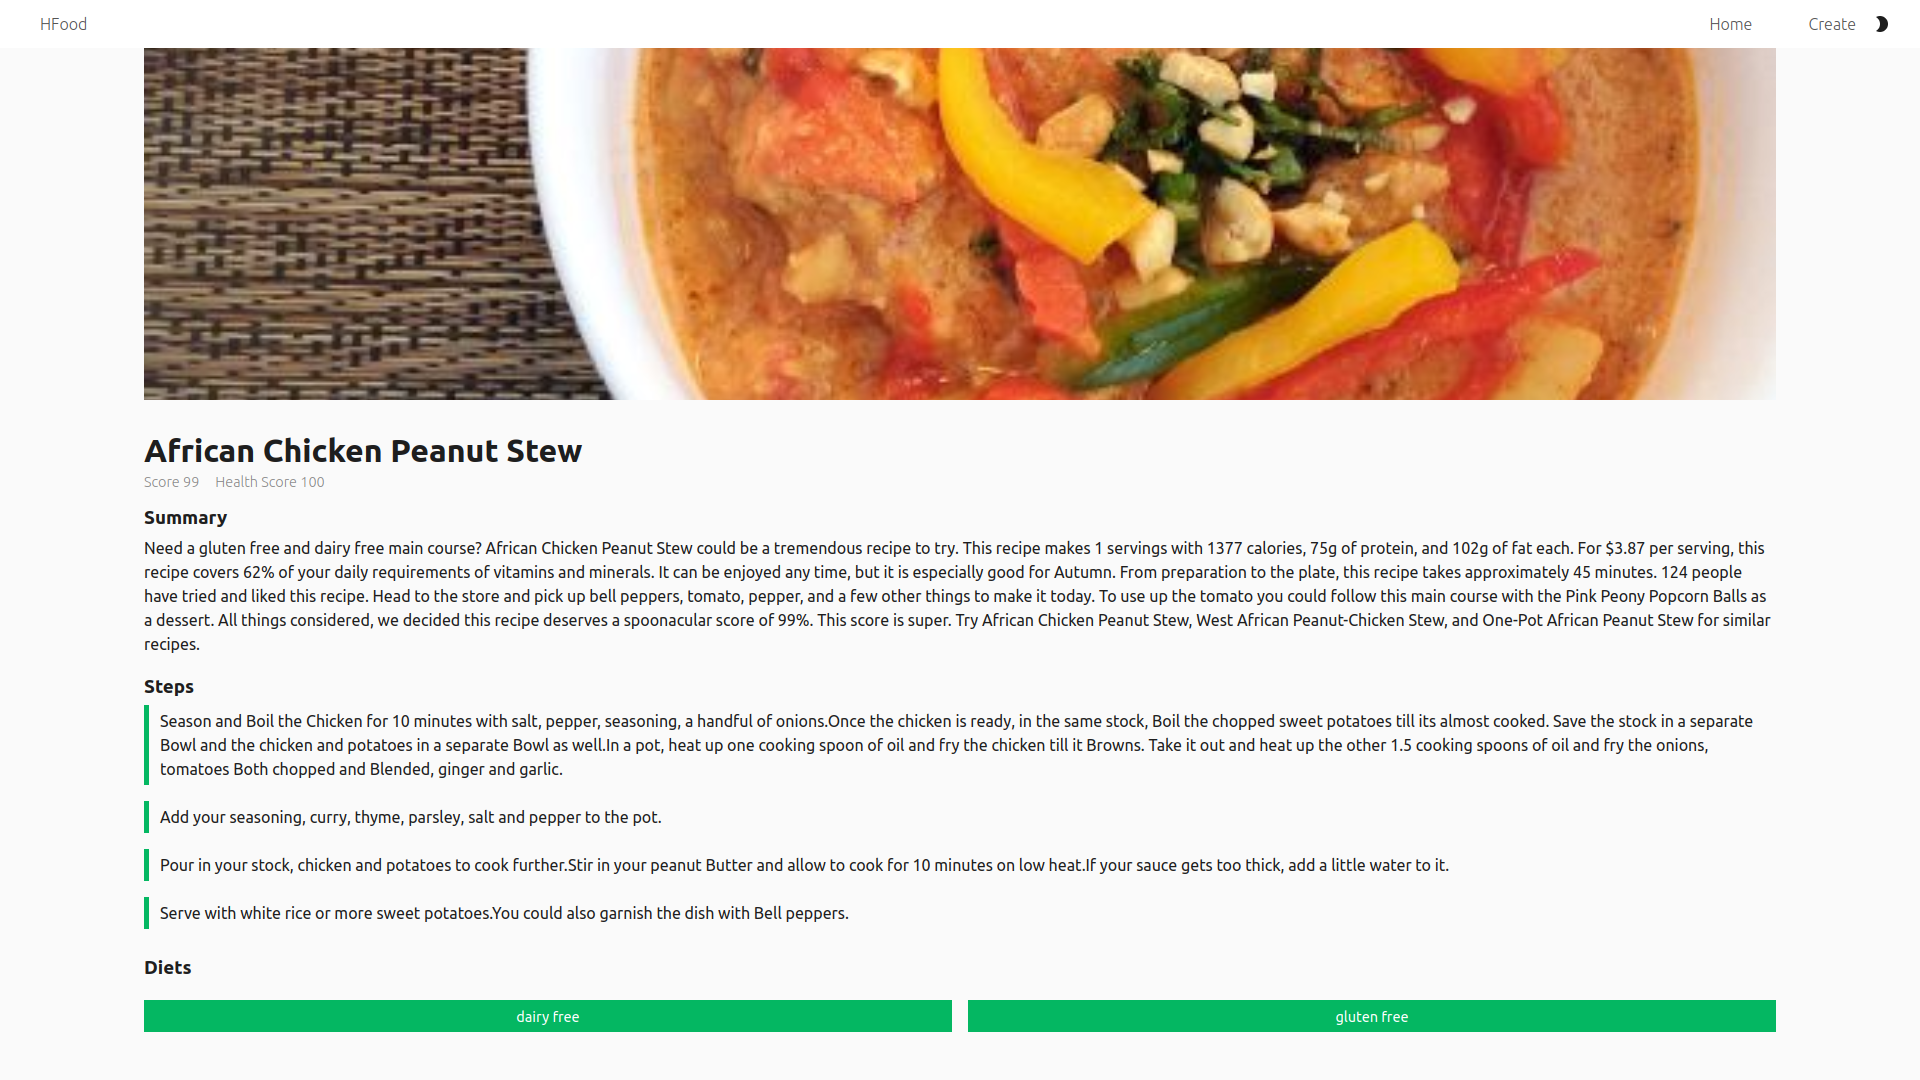 HFood
Home
Create
African Chicken Peanut Stew
Score 99
Health Score 100
Summary
Need a gluten free and dairy free main course? African Chicken Peanut Stew could be a tremendous recipe to try. This recipe makes 1 servings with 1377 calories, 75g of protein, and 102g of fat each. For $3.87 per serving, this
recipe covers 62% of your daily requirements of vitamins and minerals. It can be enjoyed any time, but it is especially good for Autumn. From preparation to the plate, this recipe takes approximately 45 minutes. 124 people
have tried and liked this recipe. Head to the store and pick up bell peppers, tomato, pepper, and a few other things to make it today. To use up the tomato you could follow this main course with the Pink Peony Popcorn Balls as
a dessert. All things considered, we decided this recipe deserves a spoonacular score of 99%. This score is super. Try African Chicken Peanut Stew, West African Peanut-Chicken Stew, and One-Pot African Peanut Stew for similar
recipes.
Steps
Season and Boil the Chicken for 10 minutes with salt, pepper, seasoning, a handful of onions.Once the chicken is ready, in the same stock, Boil the chopped sweet potatoes till its almost cooked. Save the stock in a separate
Bowl and the chicken and potatoes in a separate Bowl as well.In a pot, heat up one cooking spoon of oil and fry the chicken till it Browns. Take it out and heat up the other 1.5 cooking spoons of oil and fry the onions,
tomatoes Both chopped and Blended, ginger and garlic.
Add your seasoning, curry, thyme, parsley, salt and pepper to the pot.
Pour in your stock, chicken and potatoes to cook further.Stir in your peanut Butter and allow to cook for 10 minutes on low heat.If your sauce gets too thick, add a little water to it.
Serve with white rice or more sweet potatoes.You could also garnish the dish with Bell peppers.
Diets
dairy free
gluten free